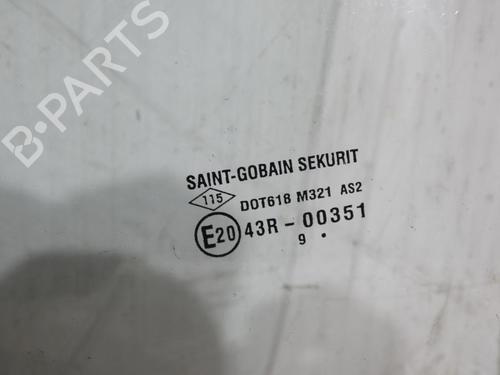 B-PARTS
SAINT-GOBAIN SEKURIT
115 DOT618 M321 AS2
E20 43R-00351
9 .